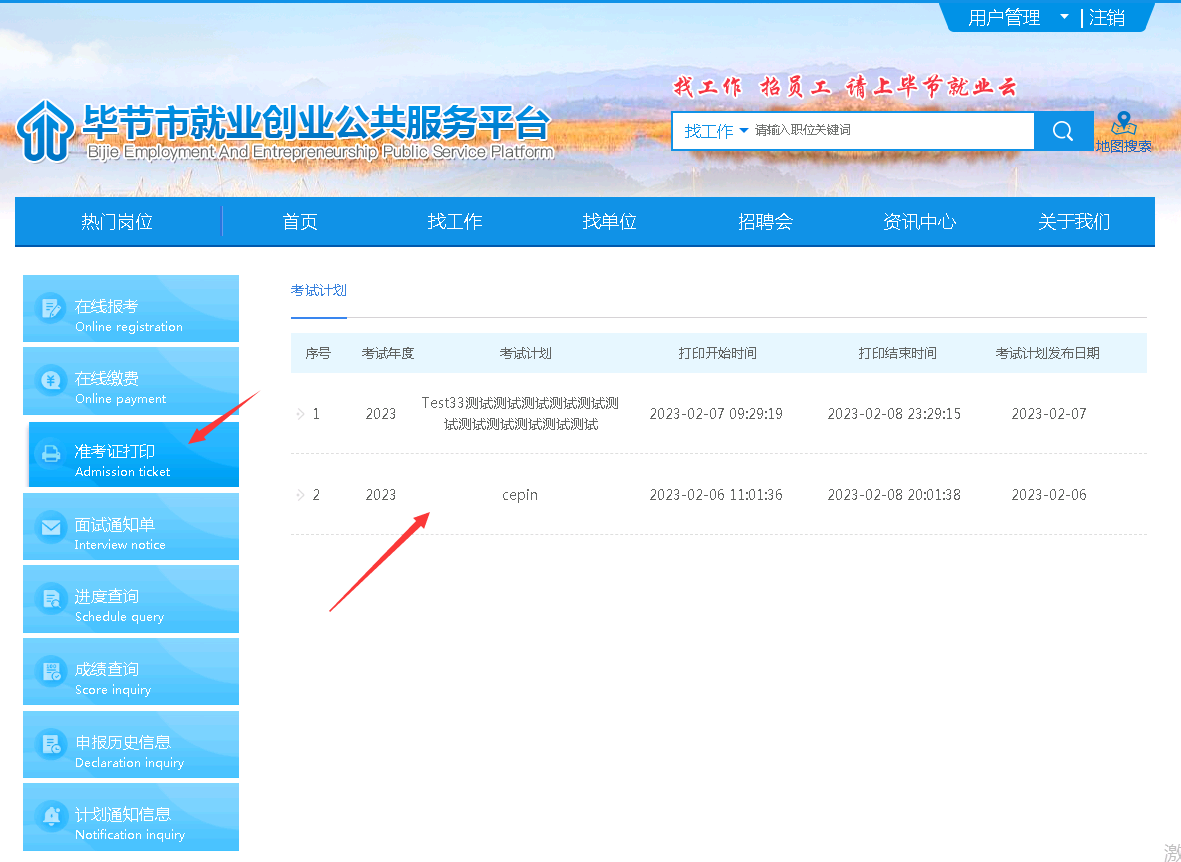 用户管理
注销
找工作 招员工 请上毕节就业云
毕节市就业创业公共服务平台
Bijie Employment And Entrepreneurship Public Service Platform
找工作
请输入职位关键词
地图搜索
热门岗位
首页
找工作
找单位
招聘会
资讯中心
关于我们
在线报考
Online registration
在线缴费
Online payment
准考证打印
Admission ticket
面试通知单
Interview notice
进度查询
Schedule query
成绩查询
Score inquiry
申报历史信息
Declaration inquiry
计划通知信息
Notification inquiry
考试计划
序号 考试年度 考试计划 打印开始时间 打印结束时间 考试计划发布日期
1 2023 Test33测试测试测试测试测试测 2023-02-07 09:29:19 2023-02-08 23:29:15 2023-02-07
试测试测试测试测试测试
2 2023 cepin 2023-02-06 11:01:36 2023-02-08 20:01:38 2023-02-06
激